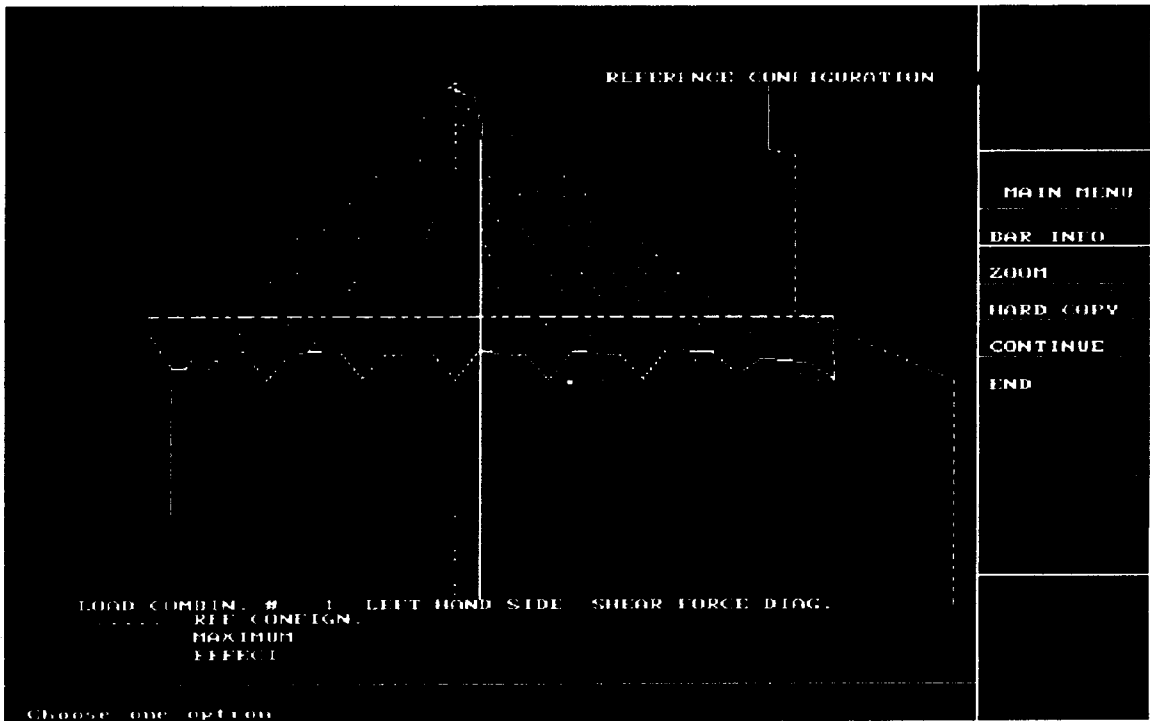 REFERENCE CONFIGURATION
MAIN MENU
BAR INFO
ZOOM
HARD COPY
CONTINUE
END
LOAD COMBIN. # 1 LEFT HAND SIDE SHEAR FORCE DIAG.
REF CONFIGN.
MAXIMUM
EFFECT
Choose one option